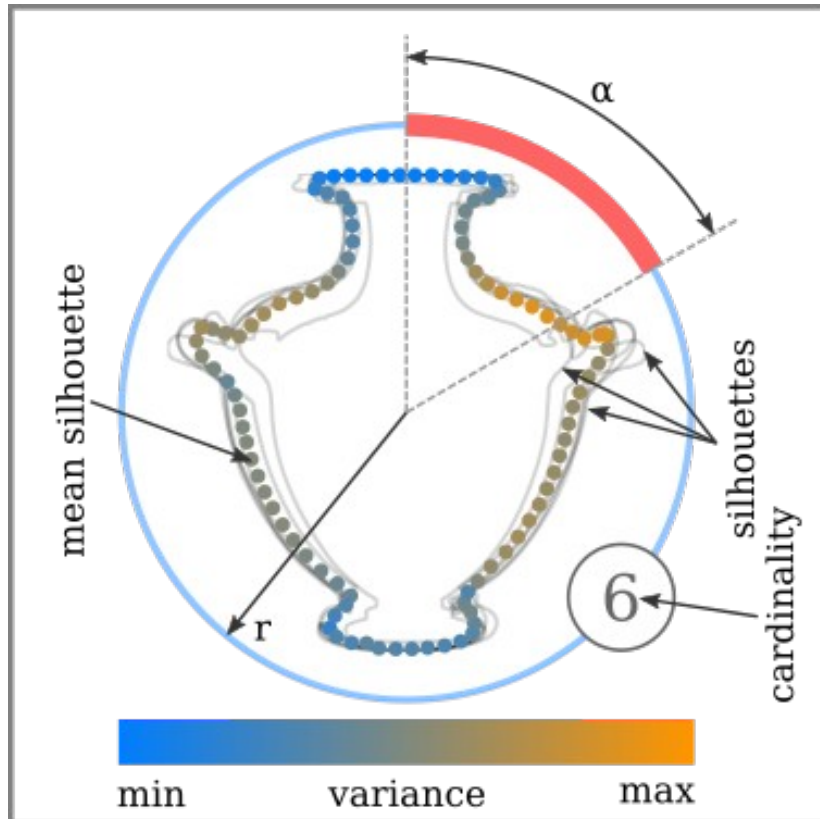 α
mean silhouette
silhouettes
cardinality
6
r
min variance max